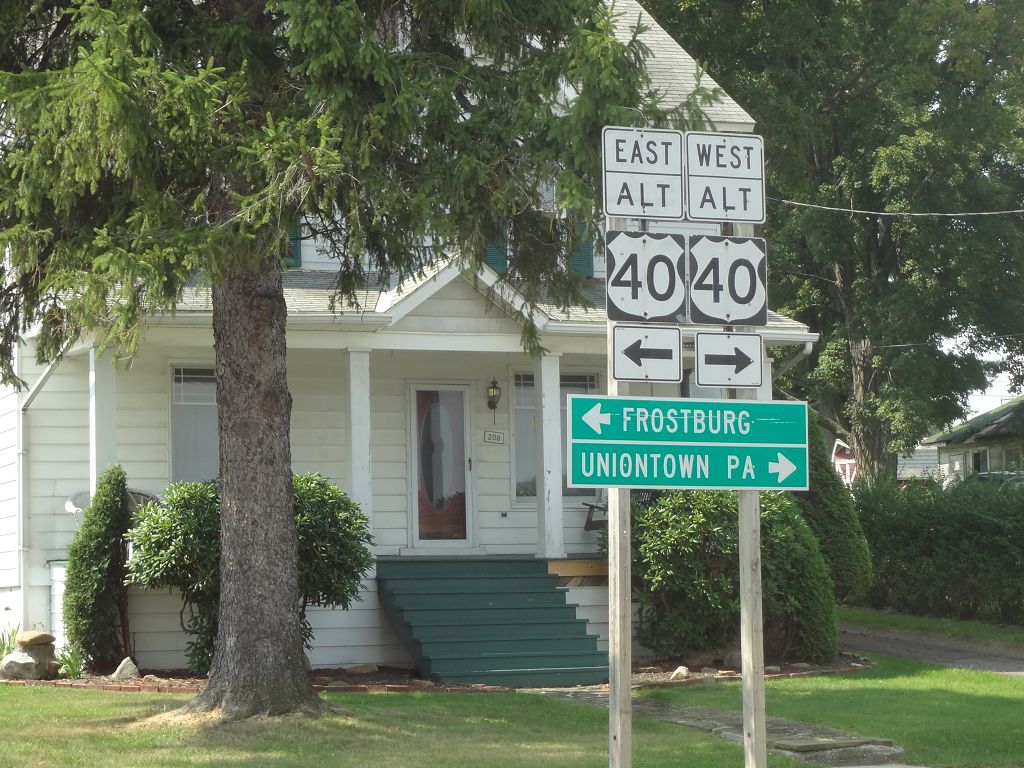 EAST
ALT
WEST
ALT
40
40
FROSTBURG
UNIONTOWN PA
208